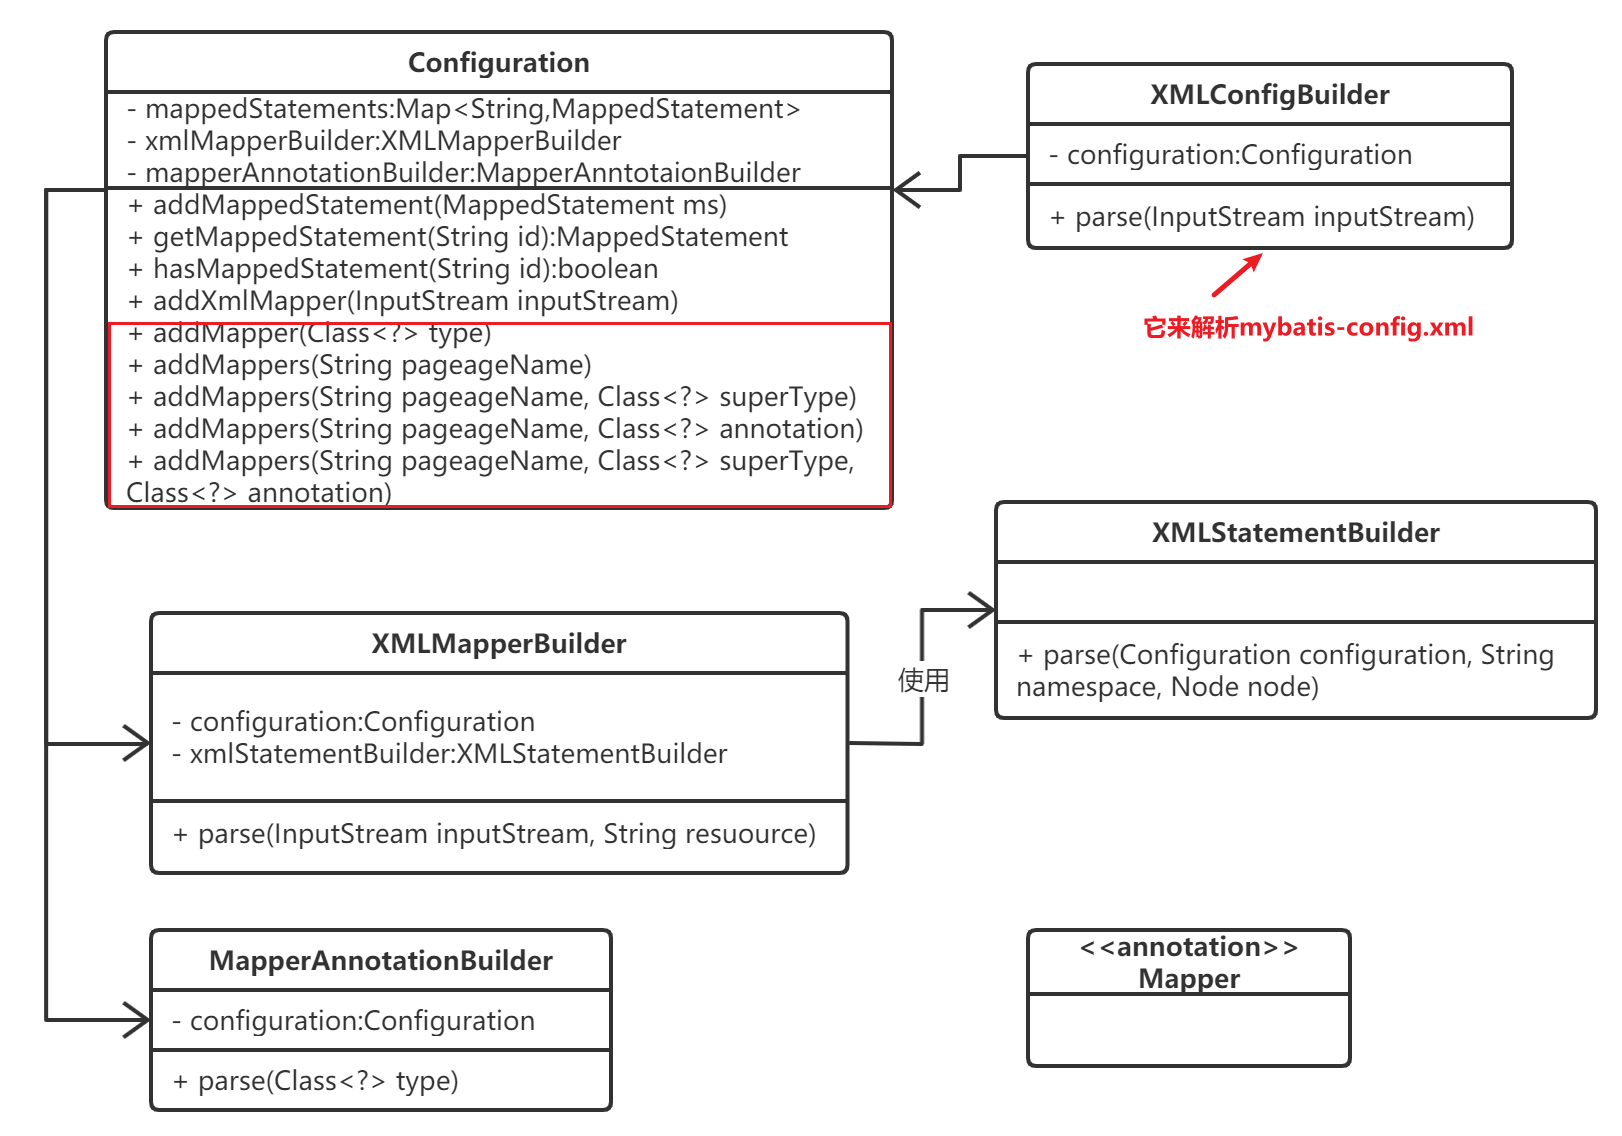 Configuration
- mappedStatements:Map<String,MappedStatement>
- xmlMapperBuilder:XMLMapperBuilder
- mapperAnnotationBuilder:MapperAnntotaionBuilder
+ addMappedStatement(MappedStatement ms)
+ getMappedStatement(String id):MappedStatement
+ hasMappedStatement(String id):boolean
+ addXmlMapper(InputStream inputStream)
+ addMapper(Class<?> type)
+ addMappers(String pageageName)
+ addMappers(String pageageName, Class<?> superType)
+ addMappers(String pageageName, Class<?> annotation)
+ addMappers(String pageageName, Class<?> superType,
Class<?> annotation)
XMLConfigBuilder
- configuration:Configuration
+ parse(InputStream inputStream)
它来解析mybatis-config.xml
XMLStatementBuilder
+ parse(Configuration configuration, String
namespace, Node node)
使用
XMLMapperBuilder
- configuration:Configuration
- xmlStatementBuilder:XMLStatementBuilder
+ parse(InputStream inputStream, String resuource)
MapperAnnotationBuilder
- configuration:Configuration
+ parse(Class<?> type)
<<annotation>>
Mapper